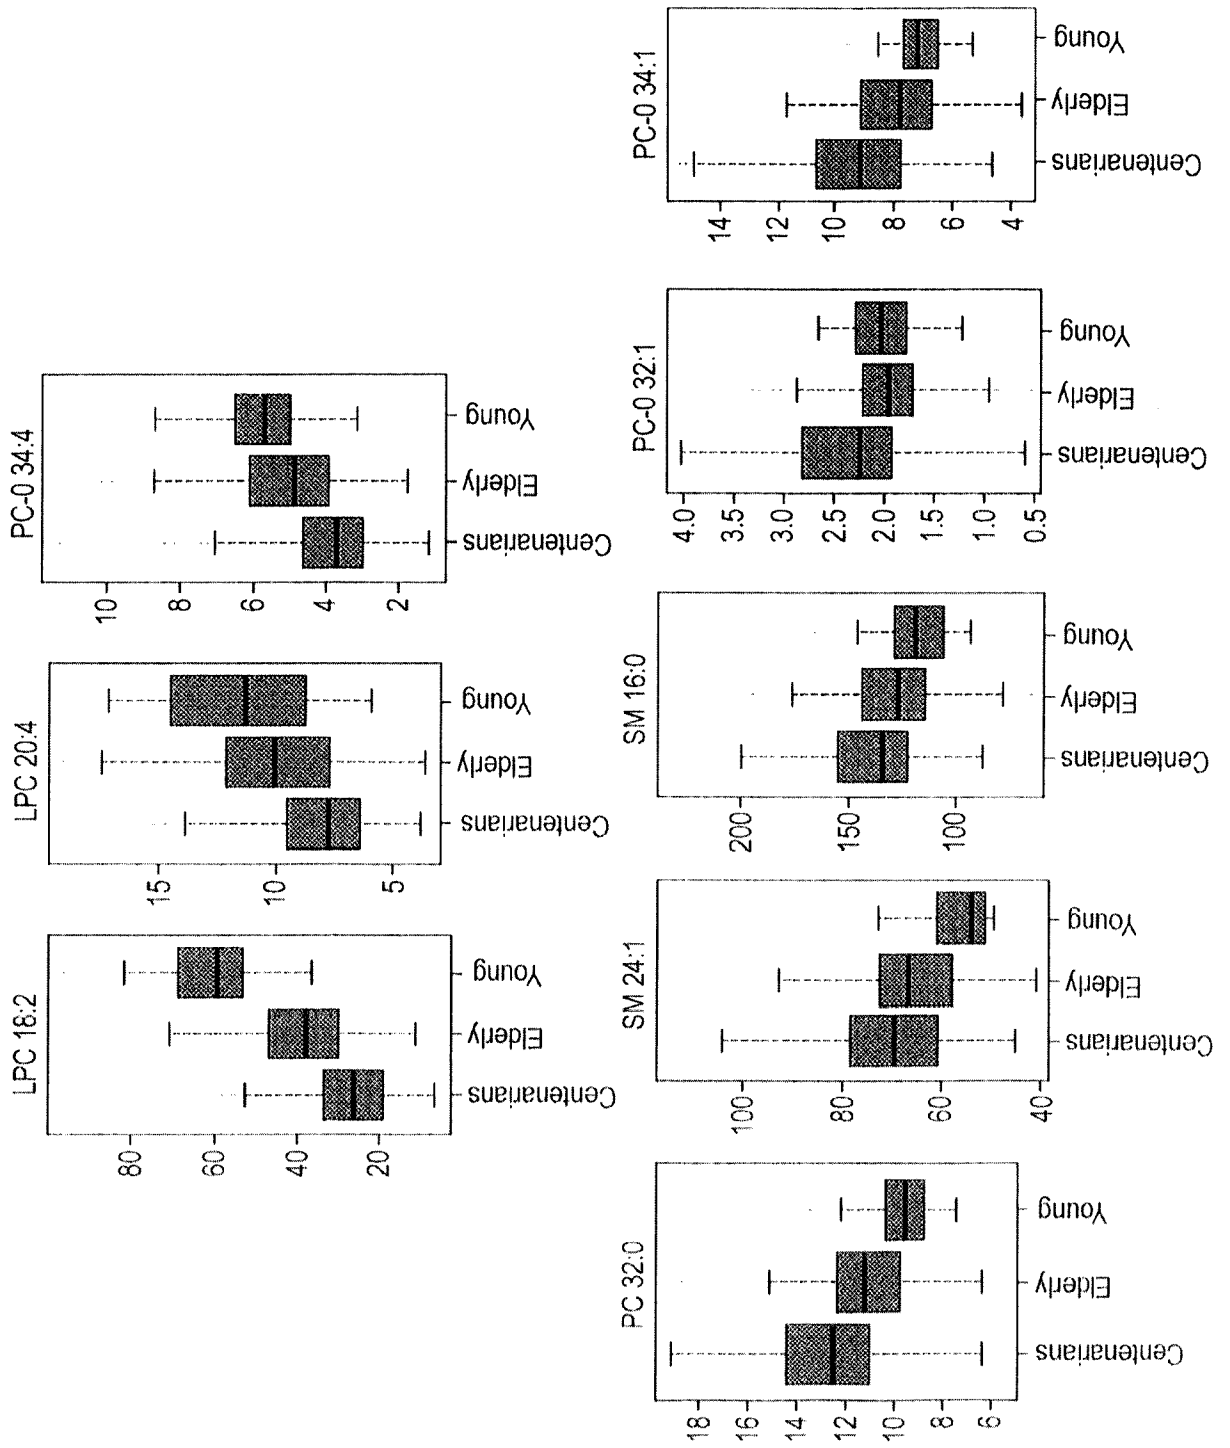 PC-0 34:4
10
8
6
4
2
Centenarians
Elderly
Young
LPC 20:4
15
10
5
Centenarians
Elderly
Young
LPC 18:2
80
60
40
20
Centenarians
Elderly
Young
PC-0 34:1
14
12
10
8
6
4
Centenarians
Elderly
Young
PC-0 32:1
4.0
3.5
3.0
2.5
2.0
1.5
1.0
0.5
Centenarians
Elderly
Young
SM 16:0
200
150
100
Centenarians
Elderly
Young
SM 24:1
100
80
60
40
Centenarians
Elderly
Young
PC 32:0
18
16
14
12
10
8
6
Centenarians
Elderly
Young